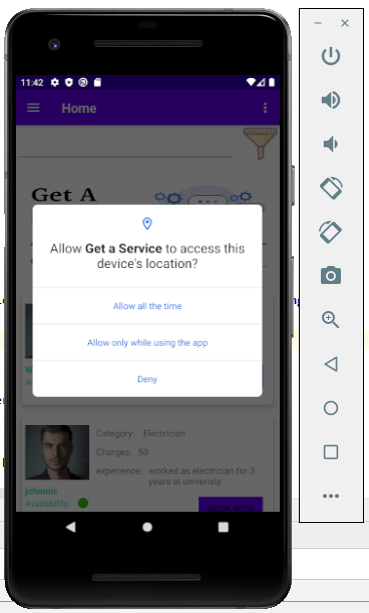 11:42
Home
Get A
Allow Get a Service to access this
device's location?
Allow all the time
Allow only while using the app
Deny
Category: Electrician
Charges: 50
experience: worked as electrician for 3
years at univeristy
johnmic
Availability:
BOOK NOW